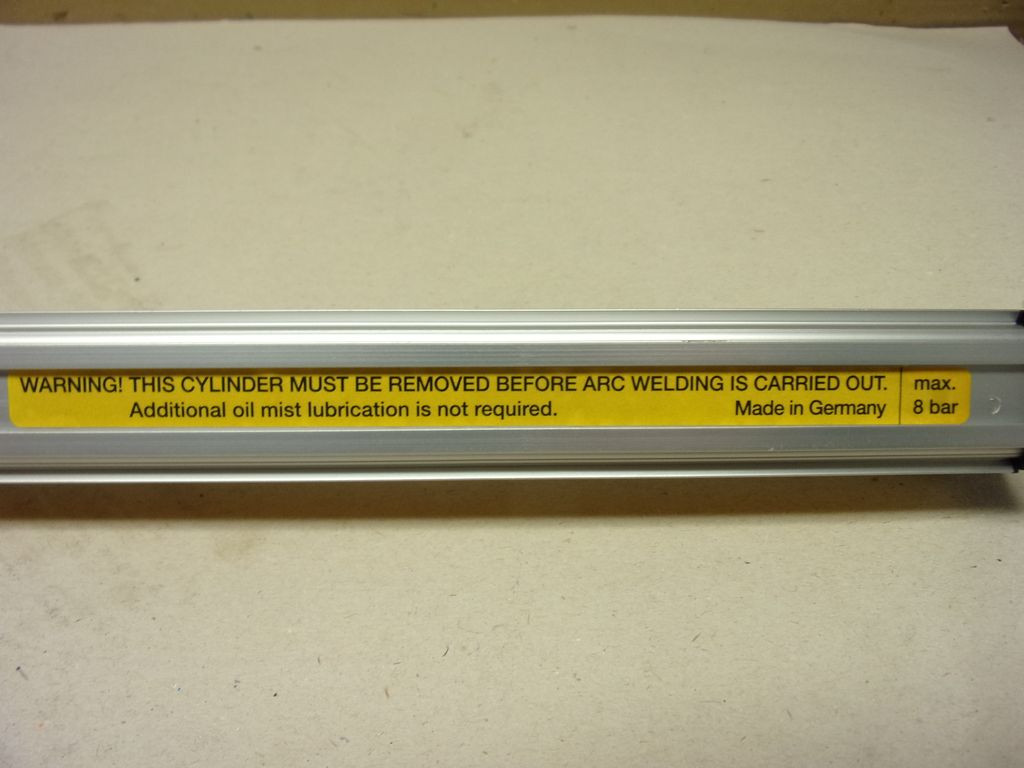 WARNING! THIS CYLINDER MUST BE REMOVED BEFORE ARC WELDING IS CARRIED OUT.
Additional oil mist lubrication is not required. Made in Germany
max.
8 bar